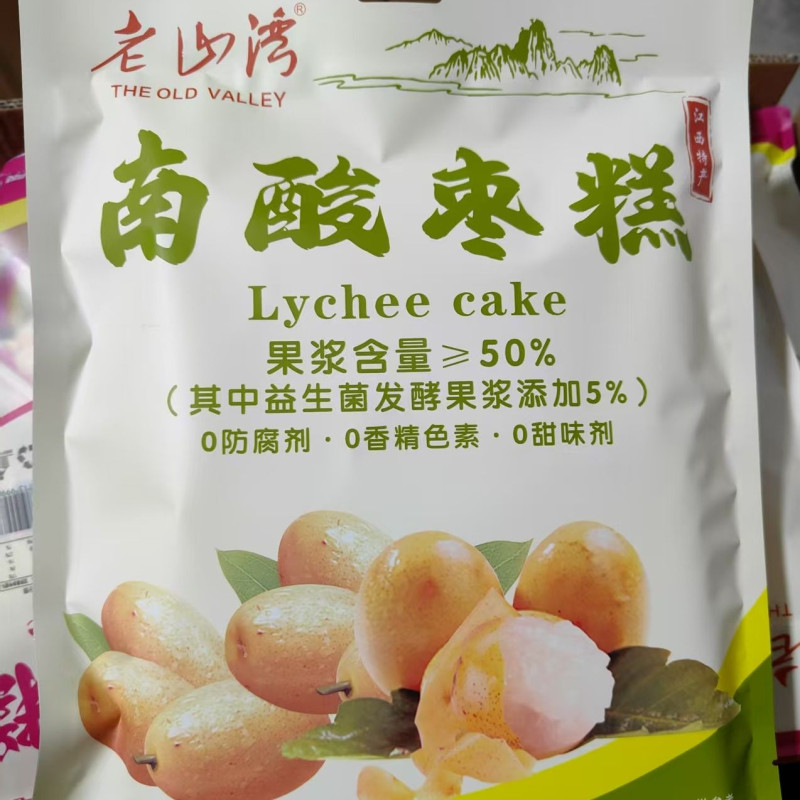 老山湾®
THE OLD VALLEY
江西特产
南酸枣糕
Lychee cake
果浆含量≥50%
（其中益生菌发酵果浆添加5%）
0防腐剂·0香精色素·0甜味剂